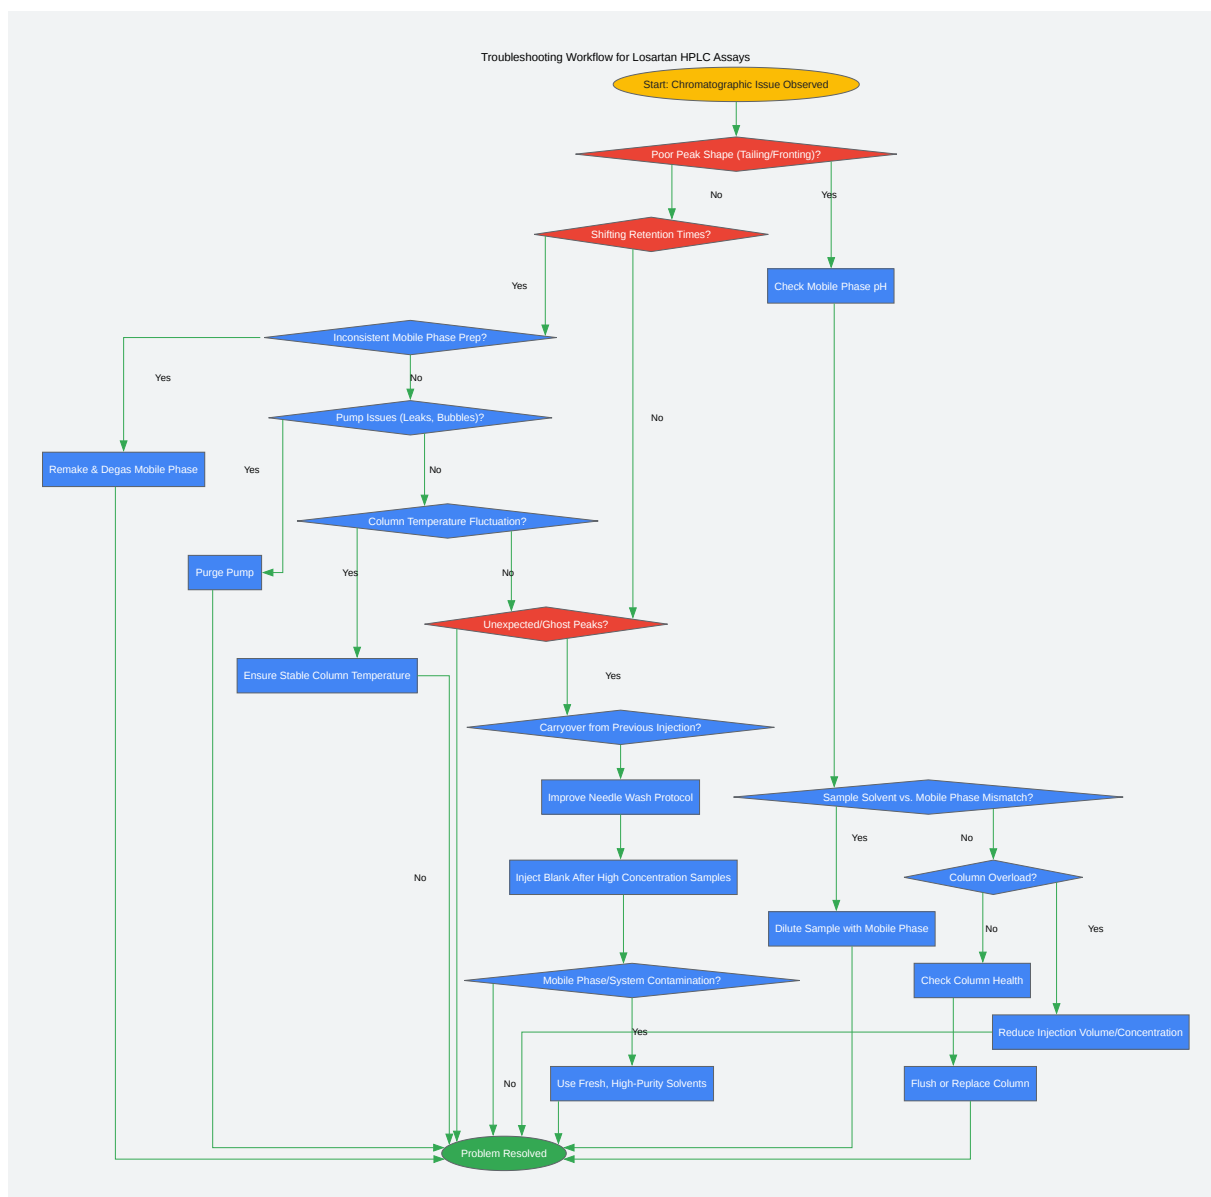 Troubleshooting Workflow for Losartan HPLC Assays
Start: Chromatographic Issue Observed
Poor Peak Shape (Tailing/Fronting)?
No
Yes
Shifting Retention Times?
Yes
Check Mobile Phase pH
Inconsistent Mobile Phase Prep?
Yes
No
Pump Issues (Leaks, Bubbles)?
No
Remake & Degas Mobile Phase
Yes
No
Column Temperature Fluctuation?
Purge Pump
Yes
No
Unexpected/Ghost Peaks?
Ensure Stable Column Temperature
Yes
Carryover from Previous Injection?
Improve Needle Wash Protocol
Sample Solvent vs. Mobile Phase Mismatch?
Yes
No
No
Inject Blank After High Concentration Samples
Column Overload?
Dilute Sample with Mobile Phase
No
Yes
Mobile Phase/System Contamination?
Check Column Health
Yes
Reduce Injection Volume/Concentration
No
Use Fresh, High-Purity Solvents
Flush or Replace Column
Problem Resolved